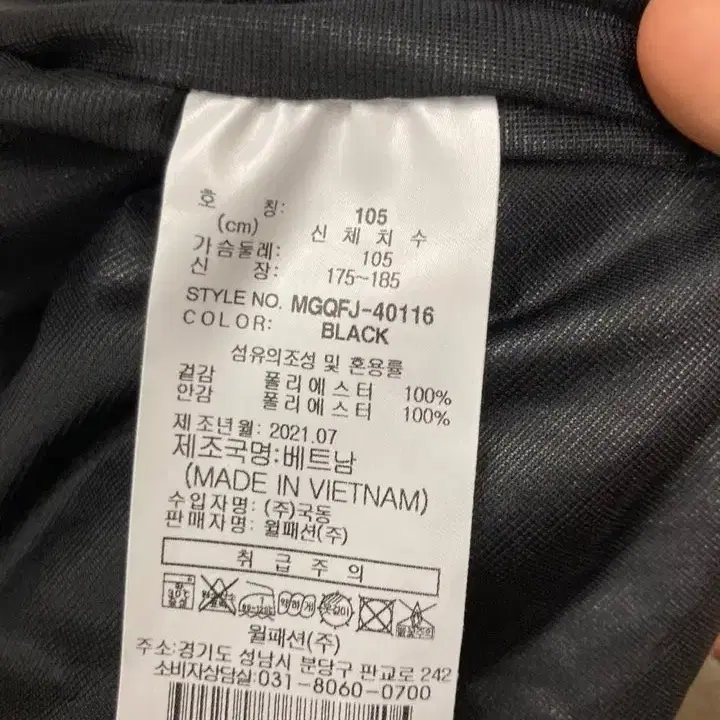 호 칭: 105
(cm) 신 체 치 수
가슴둘레: 105
신 장: 175~185
STYLE NO. MGQFJ-40116
COLOR: BLACK
섬유의조성 및 혼용률
겉감 폴리에스터 100%
안감 폴리에스터 100%
제조년월: 2021.07
제조국명:베트남
(MADE IN VIETNAM)
수입자명: (주)국동
판매자명: 월패션(주)
취 급 주 의
약하게
월패션(주)
주소:경기도 성남시 분당구 판교로 242
소비자상담실:031-8060-0700